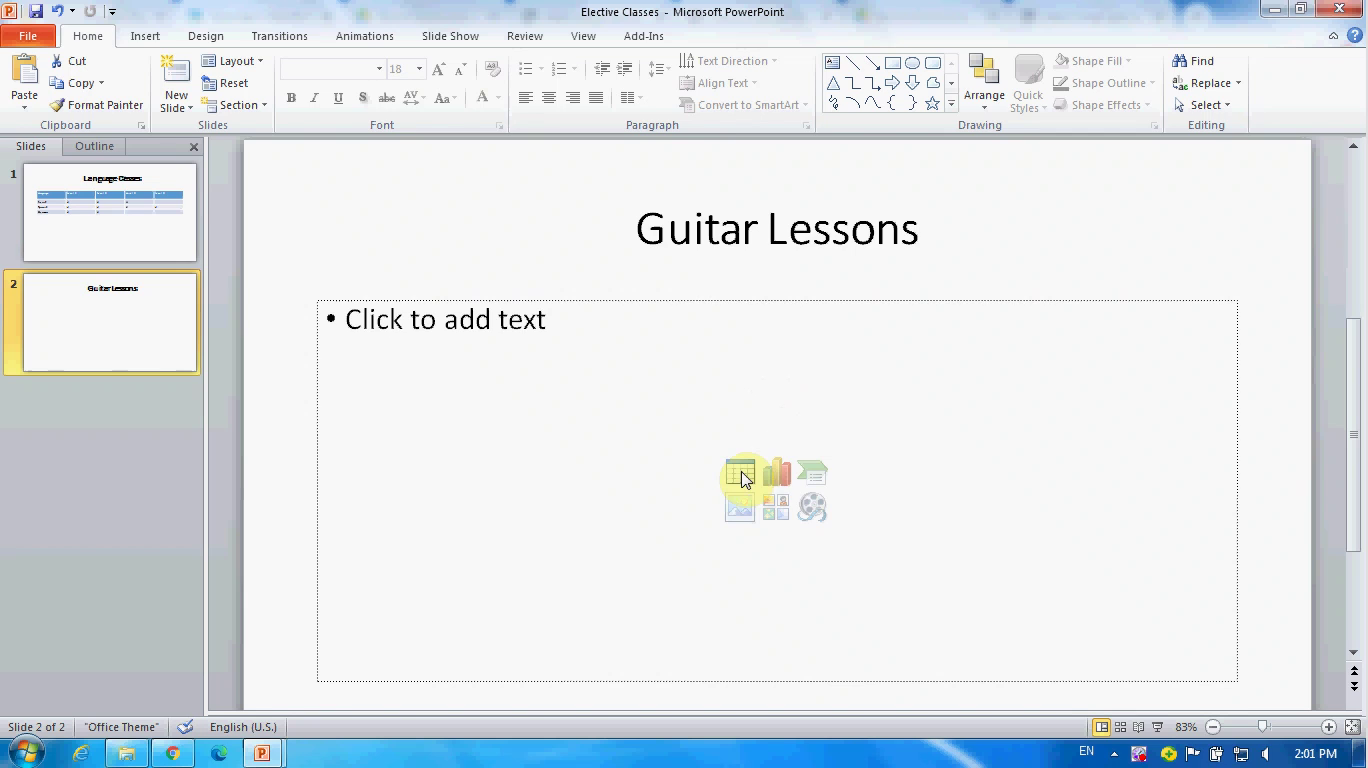 Elective Classes - Microsoft PowerPoint
File Home Insert Design Transitions Animations Slide Show Review View Add-Ins
Paste
Cut
Copy
Format Painter
Clipboard
New Slide
Layout
Reset
Section
Slides
18
B I U S abc AV Aa A
Font
Text Direction
Align Text
Convert to SmartArt
Paragraph
Arrange
Quick Styles
Shape Fill
Shape Outline
Shape Effects
Drawing
Find
Replace
Select
Editing
Slides Outline
1
Language Classes
2
Guitar Lessons
Guitar Lessons
• Click to add text
Slide 2 of 2 "Office Theme" English (U.S.) 83%
EN 2:01 PM